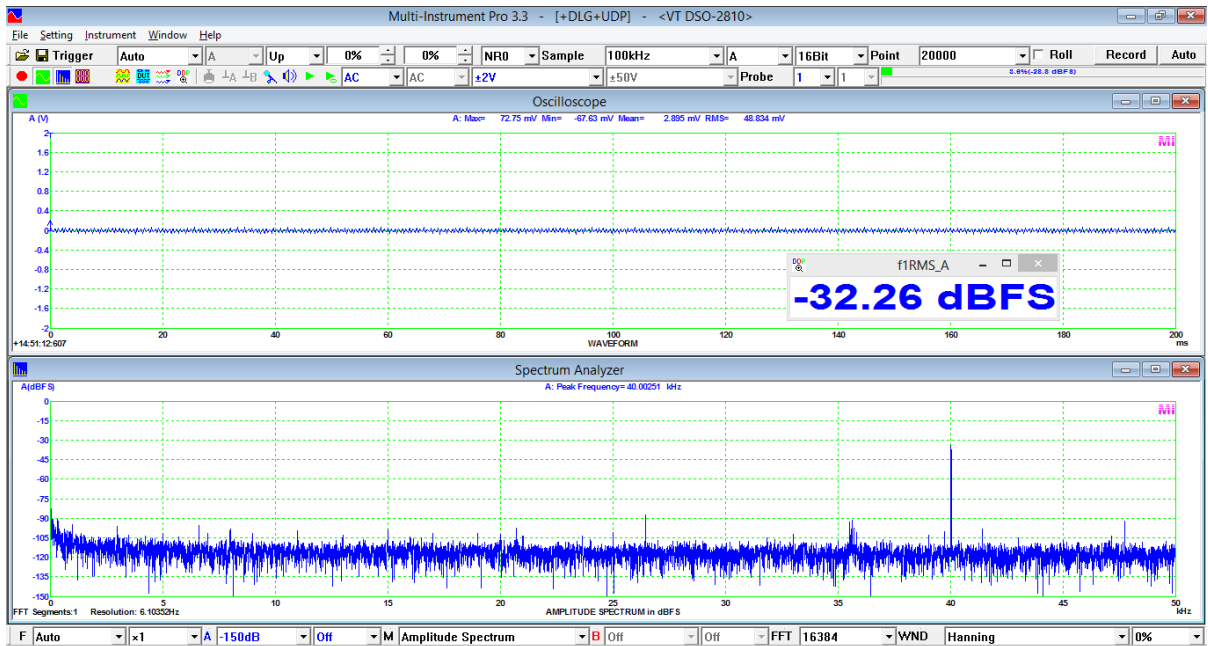 Multi-Instrument Pro 3.3 - [+DLG+UDP] - <VT DSO-2810>
File Setting Instrument Window Help
Trigger Auto A Up 0% 0% NR0 Sample 100kHz A 16Bit Point 20000 Roll Record Auto
DUT A B AC AC ±2V ±50V Probe 1 1 3.6%(-28.8 dBFS)
Oscilloscope
A (V) A: Max= 72.75 mV Min= -67.63 mV Mean= 2.895 mV RMS= 48.834 mV
Mi
2
1.6
1.2
0.8
0.4
0
-0.4
-0.8
-1.2
-1.6
-2
DDP f1RMS_A
-32.26 dBFS
0 20 40 60 80 100 120 140 160 180 200
+14:51:12:607 WAVEFORM ms
Spectrum Analyzer
A(dBFS) A: Peak Frequency= 40.00251 kHz
Mi
0
-15
-30
-45
-60
-75
-90
-105
-120
-135
-150
0 5 10 15 20 25 30 35 40 45 50
FFT Segments:1 Resolution: 6.10352Hz AMPLITUDE SPECTRUM in dBFS kHz
F Auto ×1 A -150dB Off M Amplitude Spectrum B Off Off FFT 16384 WND Hanning 0%